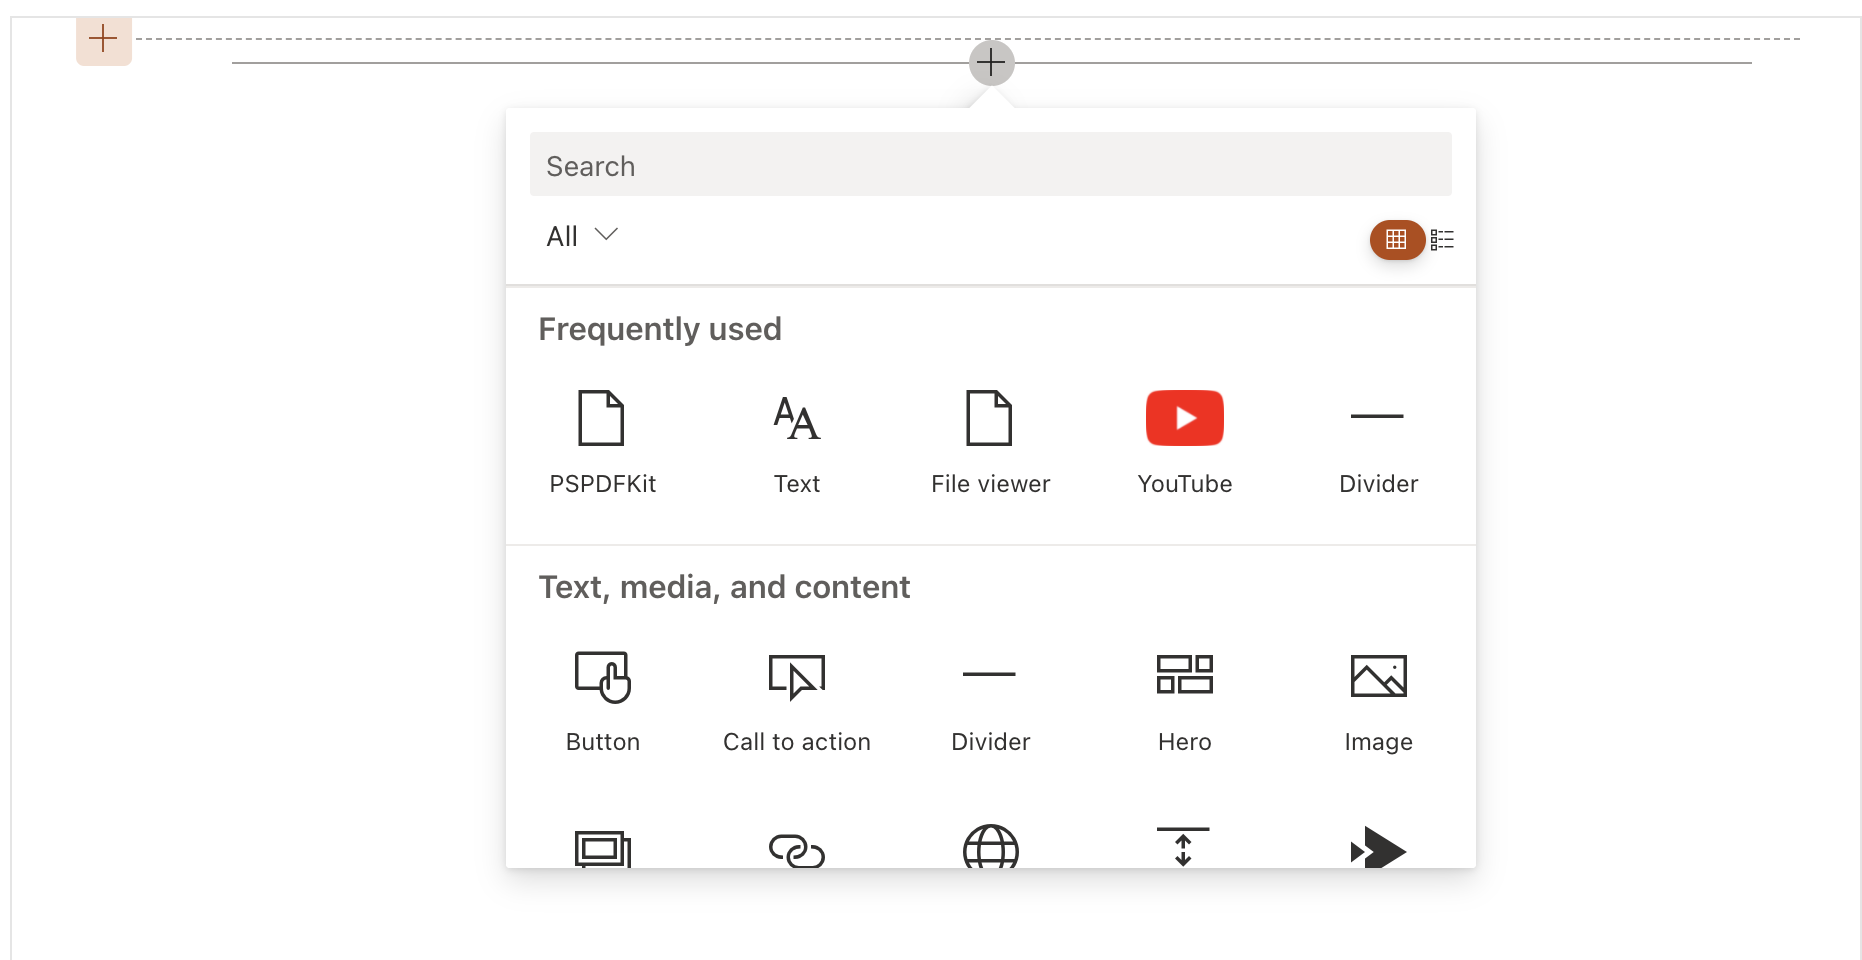 Search
All
Frequently used
PSPDFKit Text File viewer YouTube Divider
Text, media, and content
Button Call to action Divider Hero Image